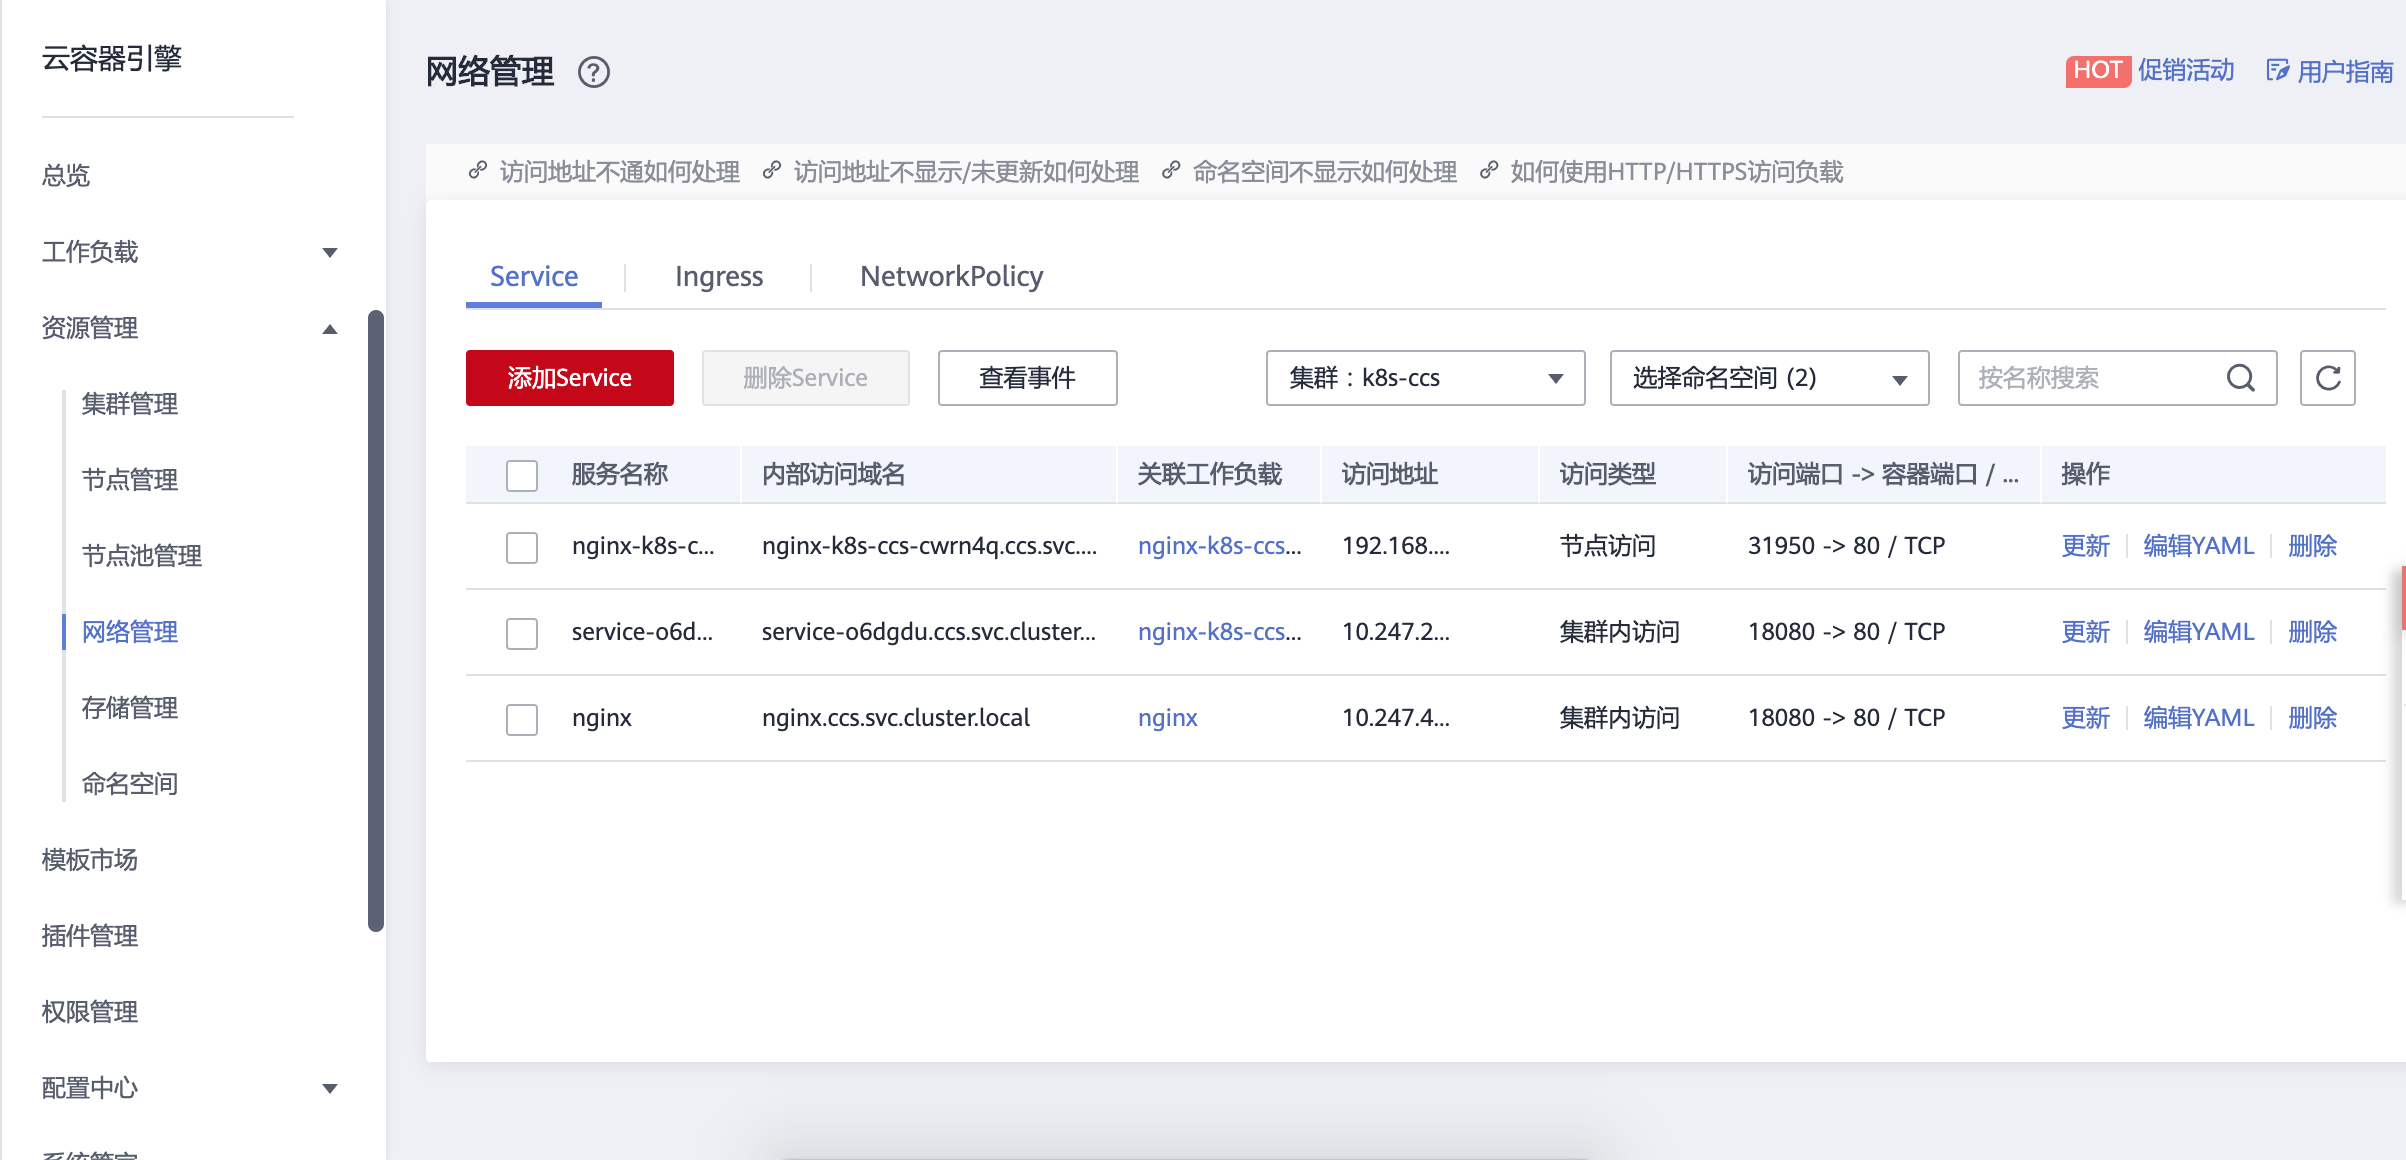 云容器引擎
总览
工作负载
资源管理
集群管理
节点管理
节点池管理
网络管理
存储管理
命名空间
模板市场
插件管理
权限管理
配置中心
网络管理 ?
HOT 促销活动 用户指南
访问地址不通如何处理 访问地址不显示/未更新如何处理 命名空间不显示如何处理 如何使用HTTP/HTTPS访问负载
Service Ingress NetworkPolicy
添加Service 删除Service 查看事件 集群：k8s-ccs 选择命名空间 (2) 按名称搜索
服务名称 内部访问域名 关联工作负载 访问地址 访问类型 访问端口 -> 容器端口 / ... 操作
nginx-k8s-c... nginx-k8s-ccs-cwrn4q.ccs.svc.... nginx-k8s-ccs... 192.168.... 节点访问 31950 -> 80 / TCP 更新 编辑YAML 删除
service-o6d... service-o6dgdu.ccs.svc.cluster... nginx-k8s-ccs... 10.247.2... 集群内访问 18080 -> 80 / TCP 更新 编辑YAML 删除
nginx nginx.ccs.svc.cluster.local nginx 10.247.4... 集群内访问 18080 -> 80 / TCP 更新 编辑YAML 删除